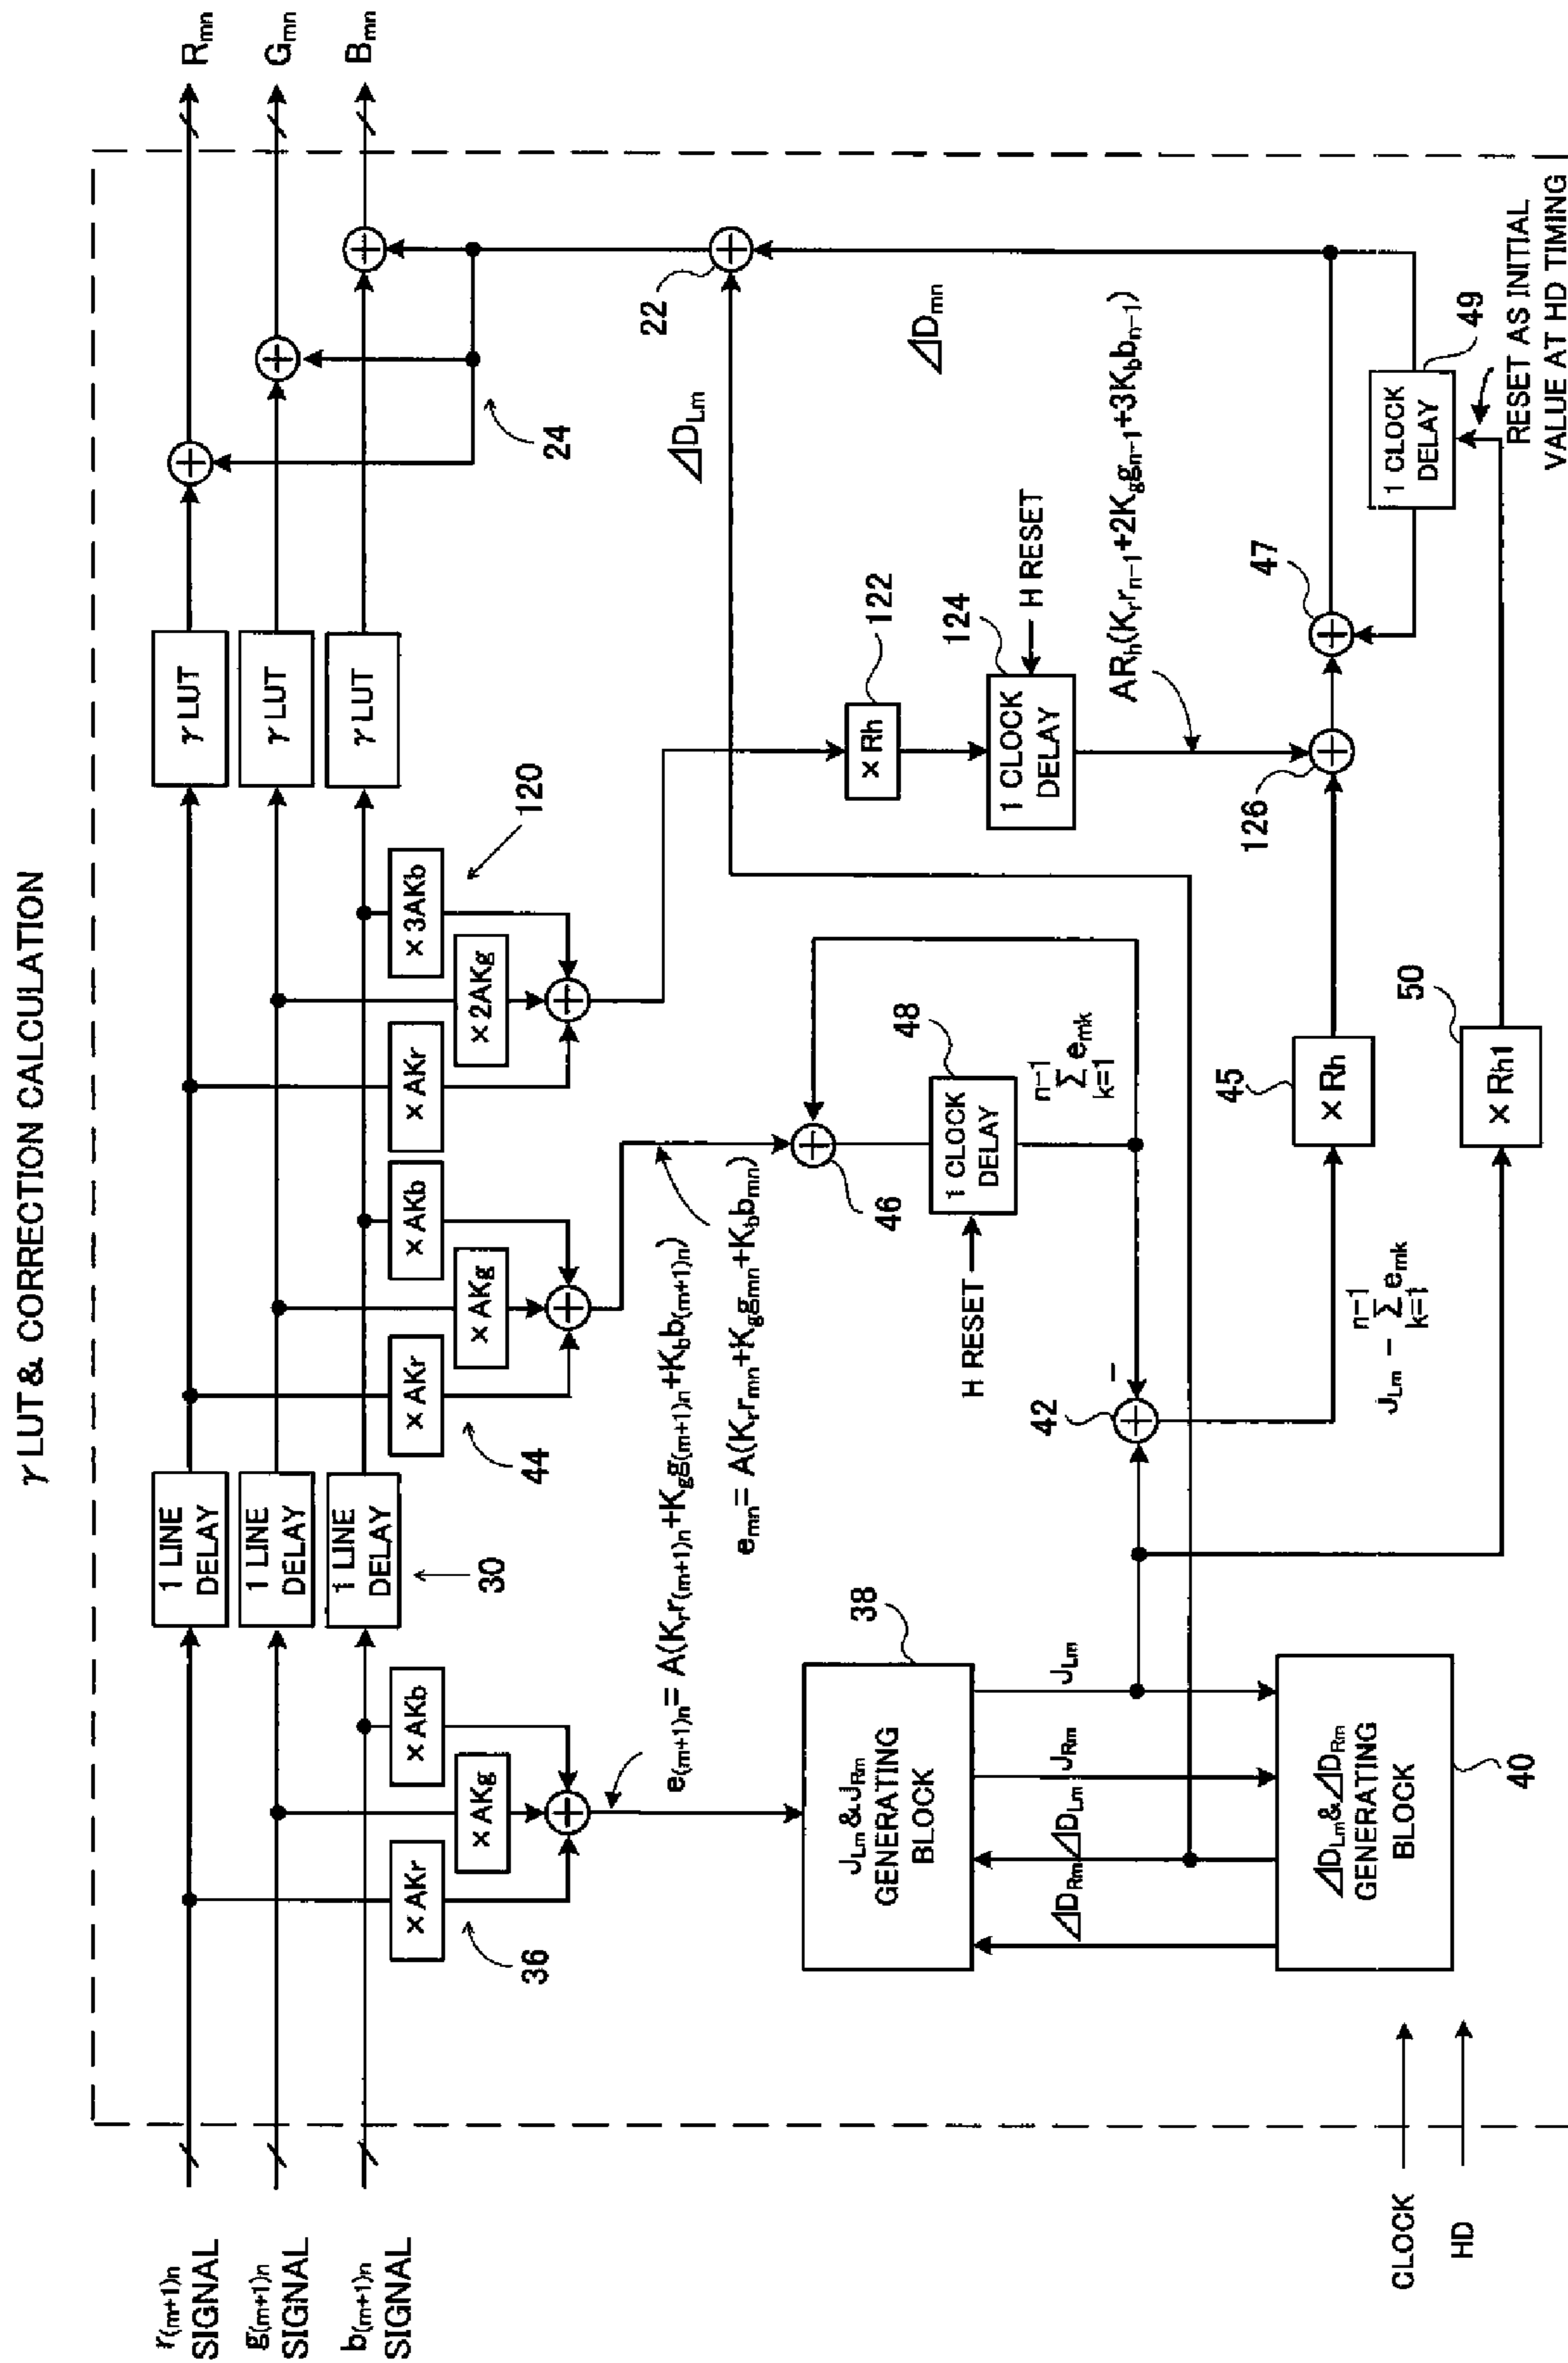 γ LUT & CORRECTION CALCULATION
r(m+1)n
SIGNAL
g(m+1)n
SIGNAL
b(m+1)n
SIGNAL
CLOCK
HD
× AKr
× AKg
× AKb
36
e(m+1)n= A(Krr(m+1)n+Kgg(m+1)n+Kbb(m+1)n)
JLm&JRm
GENERATING
BLOCK
38
ΔDRm
ΔDLm
JRm
JLm
ΔDLm&ΔDRm
GENERATING
BLOCK
40
1 LINE
DELAY
1 LINE
DELAY
1 LINE
DELAY
30
× AKr
× AKg
× AKb
44
emn= A(Krrmn+Kggmn+Kbbmn)
46
H RESET
1 CLOCK
DELAY
48
n-1
Σ emk
k=1
42
−
JLm −
n-1
Σ emk
k=1
× AKr
× 2AKg
× 3AKb
120
45
× Rh
50
× Rh1
γ LUT
γ LUT
γ LUT
× Rh
122
1 CLOCK
DELAY
124
H RESET
ARh(Krrn-1+2Kggn-1+3Kbbn-1)
126
47
1 CLOCK
DELAY
49
RESET AS INITIAL
VALUE AT HD TIMING
ΔDLm
ΔDmn
22
24
Rmn
Gmn
Bmn